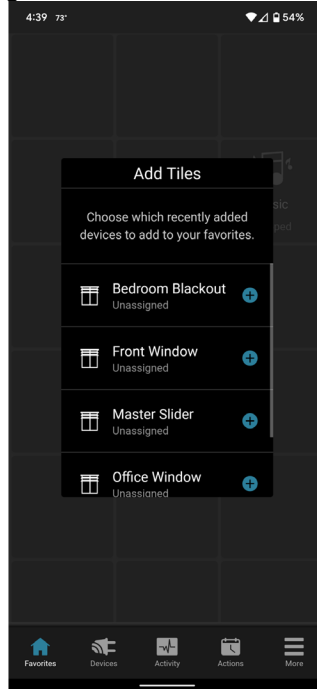 4:39 73° 54%
Add Tiles
Choose which recently added
devices to add to your favorites.
Bedroom Blackout
Unassigned
Front Window
Unassigned
Master Slider
Unassigned
Office Window
Unassigned
Favorites Devices Activity Actions More